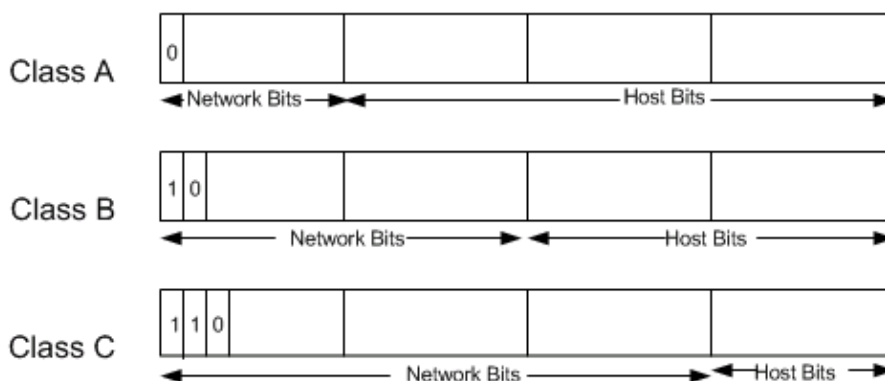 0
Class A
Network Bits Host Bits
1 0
Class B
Network Bits Host Bits
1 1 0
Class C
Network Bits Host Bits